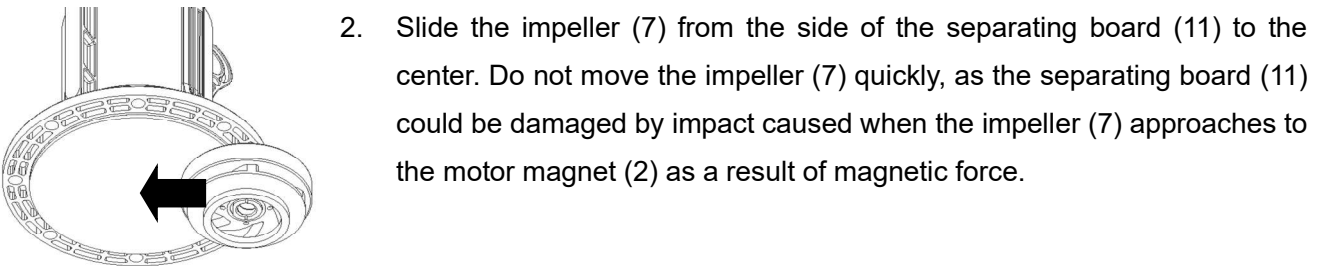 2. Slide the impeller (7) from the side of the separating board (11) to the
center. Do not move the impeller (7) quickly, as the separating board (11)
could be damaged by impact caused when the impeller (7) approaches to
the motor magnet (2) as a result of magnetic force.